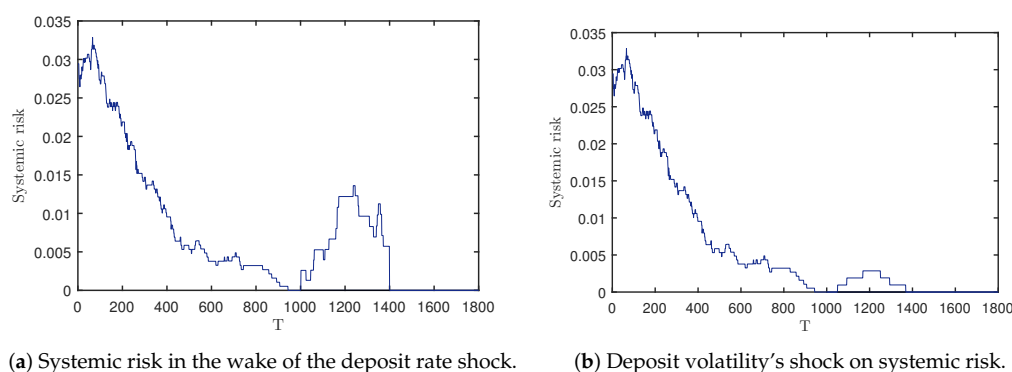 0.035
0.03
0.025
0.02
0.015
0.01
0.005
0
Systemic risk
0 200 400 600 800 1000 1200 1400 1600 1800
T
(a) Systemic risk in the wake of the deposit rate shock.
0.035
0.03
0.025
0.02
0.015
0.01
0.005
0
Systemic risk
0 200 400 600 800 1000 1200 1400 1600 1800
T
(b) Deposit volatility's shock on systemic risk.